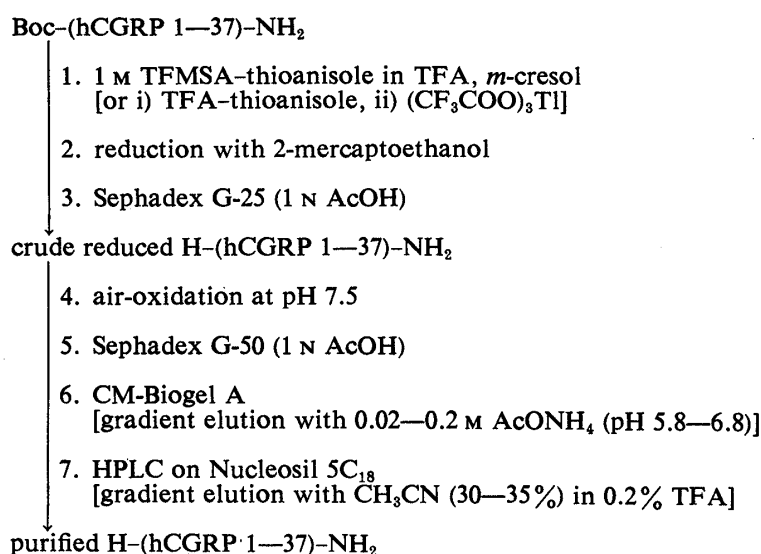 Boc–(hCGRP 1—37)–NH₂
1. 1 M TFMSA–thioanisole in TFA, m-cresol
[or i) TFA–thioanisole, ii) (CF₃COO)₃Tl]
2. reduction with 2-mercaptoethanol
3. Sephadex G-25 (1 N AcOH)
crude reduced H–(hCGRP 1—37)–NH₂
4. air-oxidation at pH 7.5
5. Sephadex G-50 (1 N AcOH)
6. CM-Biogel A
[gradient elution with 0.02—0.2 M AcONH₄ (pH 5.8—6.8)]
7. HPLC on Nucleosil 5C₁₈
[gradient elution with CH₃CN (30—35%) in 0.2% TFA]
purified H–(hCGRP 1—37)–NH₂